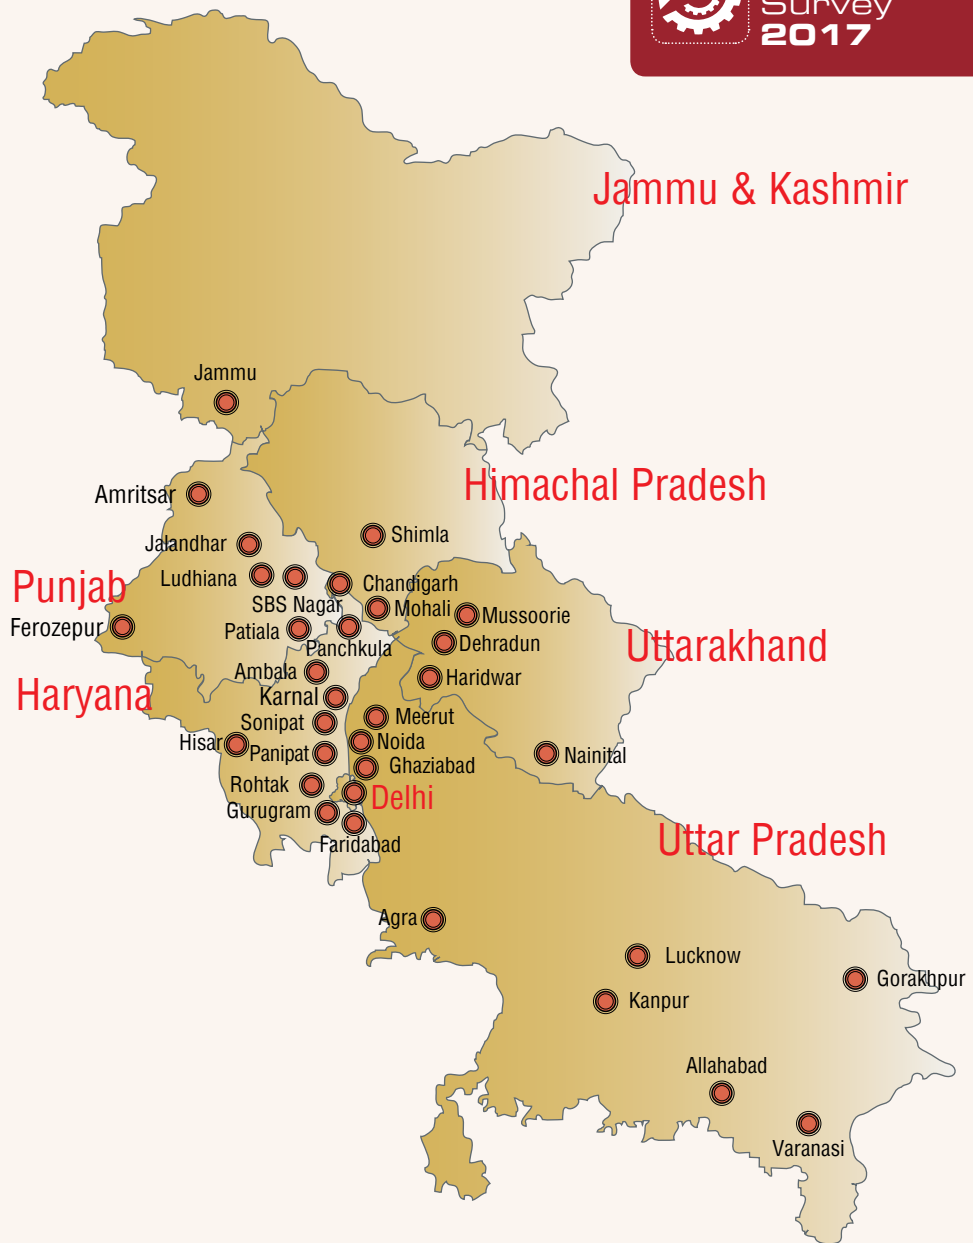 Survey
2017
Jammu & Kashmir
Jammu
Himachal Pradesh
Amritsar
Shimla
Jalandhar
Punjab
Ludhiana
Chandigarh
SBS Nagar
Mohali
Mussoorie
Ferozepur
Patiala
Uttarakhand
Panchkula
Dehradun
Ambala
Haridwar
Haryana
Karnal
Sonipat
Meerut
Hisar
Noida
Panipat
Nainital
Ghaziabad
Rohtak
Delhi
Gurugram
Faridabad
Uttar Pradesh
Agra
Lucknow
Gorakhpur
Kanpur
Allahabad
Varanasi